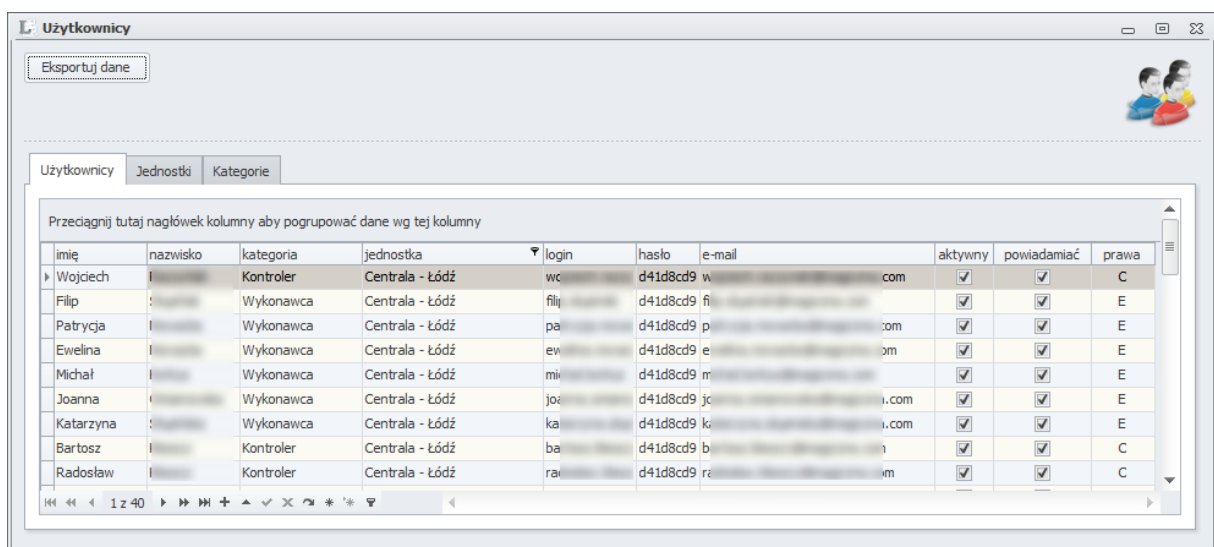 Użytkownicy
Eksportuj dane
Użytkownicy Jednostki Kategorie
Przeciągnij tutaj nagłówek kolumny aby pogrupować dane wg tej kolumny
imię nazwisko kategoria jednostka login hasło e-mail aktywny powiadamiać prawa
Wojciech Kontroler Centrala - Łódź d41d8cd9 com C
Filip Wykonawca Centrala - Łódź d41d8cd9 E
Patrycja Wykonawca Centrala - Łódź d41d8cd9 E
Ewelina Wykonawca Centrala - Łódź d41d8cd9 E
Michał Wykonawca Centrala - Łódź d41d8cd9 E
Joanna Wykonawca Centrala - Łódź d41d8cd9 .com E
Katarzyna Wykonawca Centrala - Łódź d41d8cd9 .com E
Bartosz Kontroler Centrala - Łódź d41d8cd9 C
Radosław Kontroler Centrala - Łódź d41d8cd9 C
1 z 40